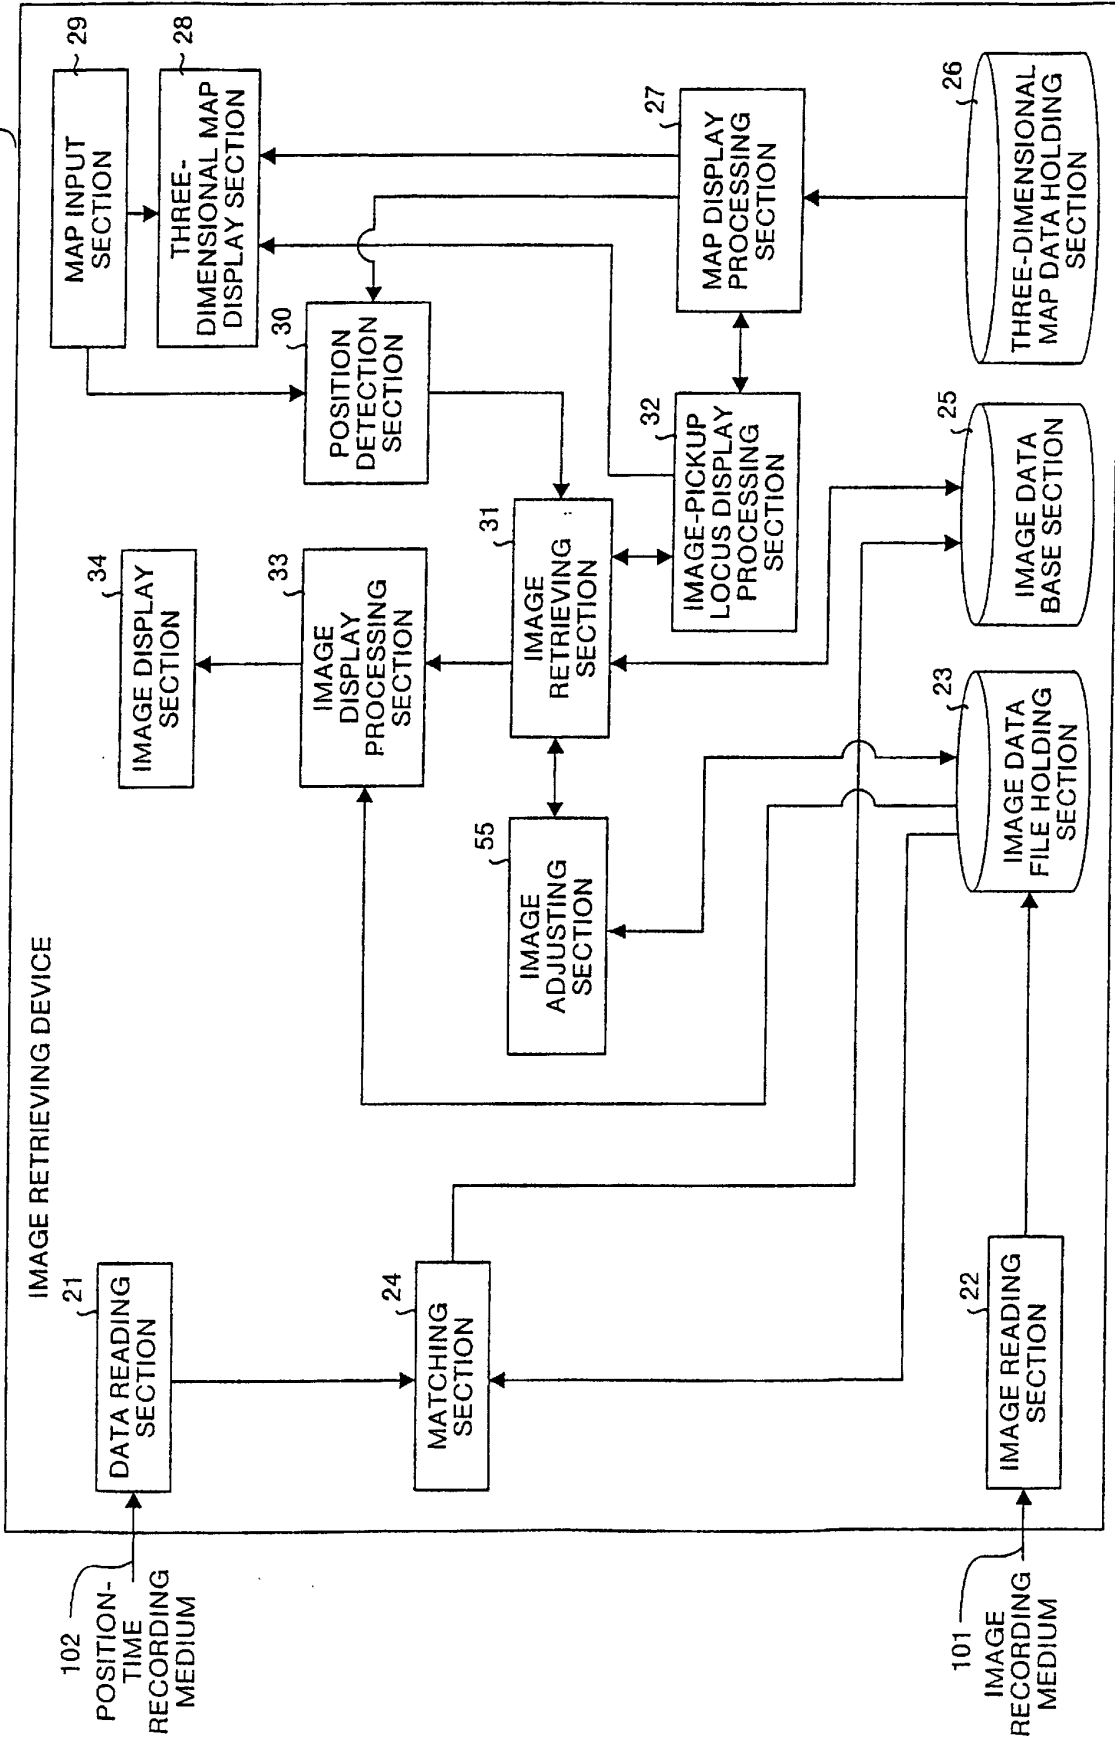 IMAGE RETRIEVING DEVICE
102
POSITION-
TIME
RECORDING
MEDIUM
21
DATA READING
SECTION
24
MATCHING
SECTION
101
IMAGE
RECORDING
MEDIUM
22
IMAGE READING
SECTION
34
IMAGE DISPLAY
SECTION
33
IMAGE
DISPLAY
PROCESSING
SECTION
55
IMAGE
ADJUSTING
SECTION
31
IMAGE
RETRIEVING
SECTION
23
IMAGE DATA
FILE HOLDING
SECTION
29
MAP INPUT
SECTION
28
THREE-
DIMENSIONAL MAP
DISPLAY SECTION
30
POSITION
DETECTION
SECTION
32
IMAGE-PICKUP
LOCUS DISPLAY
PROCESSING
SECTION
27
MAP DISPLAY
PROCESSING
SECTION
25
IMAGE DATA
BASE SECTION
26
THREE-DIMENSIONAL
MAP DATA HOLDING
SECTION